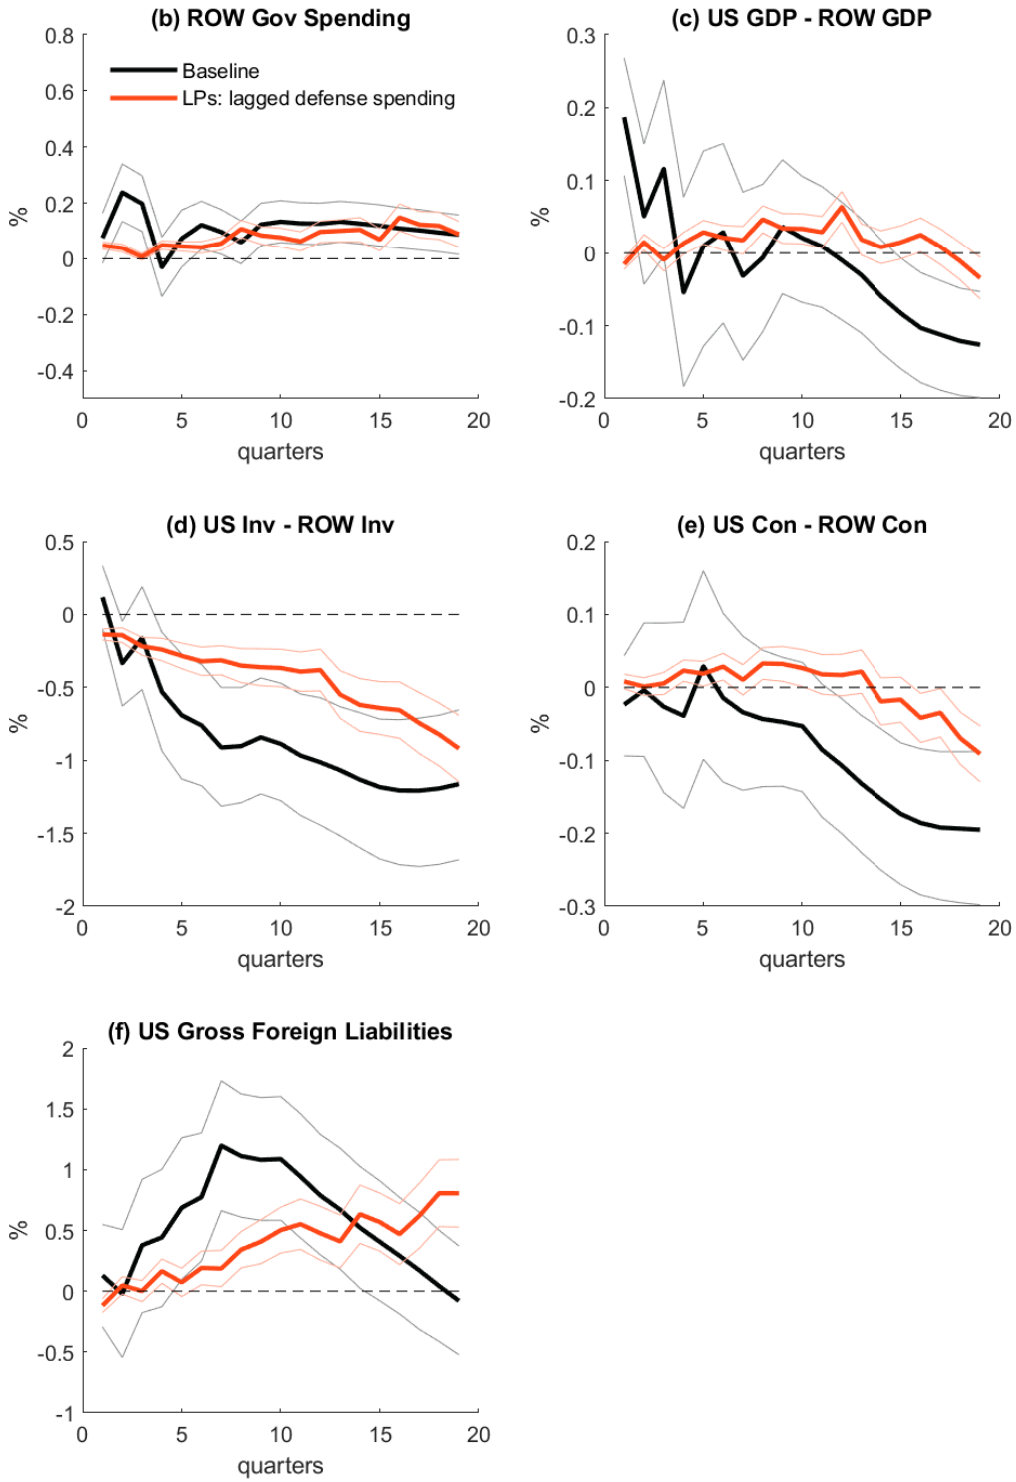 (b) ROW Gov Spending
0.8
0.6
0.4
0.2
0
-0.2
-0.4
%
Baseline
LPs: lagged defense spending
0 5 10 15 20
quarters
(c) US GDP - ROW GDP
0.3
0.2
0.1
0
-0.1
-0.2
%
0 5 10 15 20
quarters
(d) US Inv - ROW Inv
0.5
0
-0.5
-1
-1.5
-2
%
0 5 10 15 20
quarters
(e) US Con - ROW Con
0.2
0.1
0
-0.1
-0.2
-0.3
%
0 5 10 15 20
quarters
(f) US Gross Foreign Liabilities
2
1.5
1
0.5
0
-0.5
-1
%
0 5 10 15 20
quarters